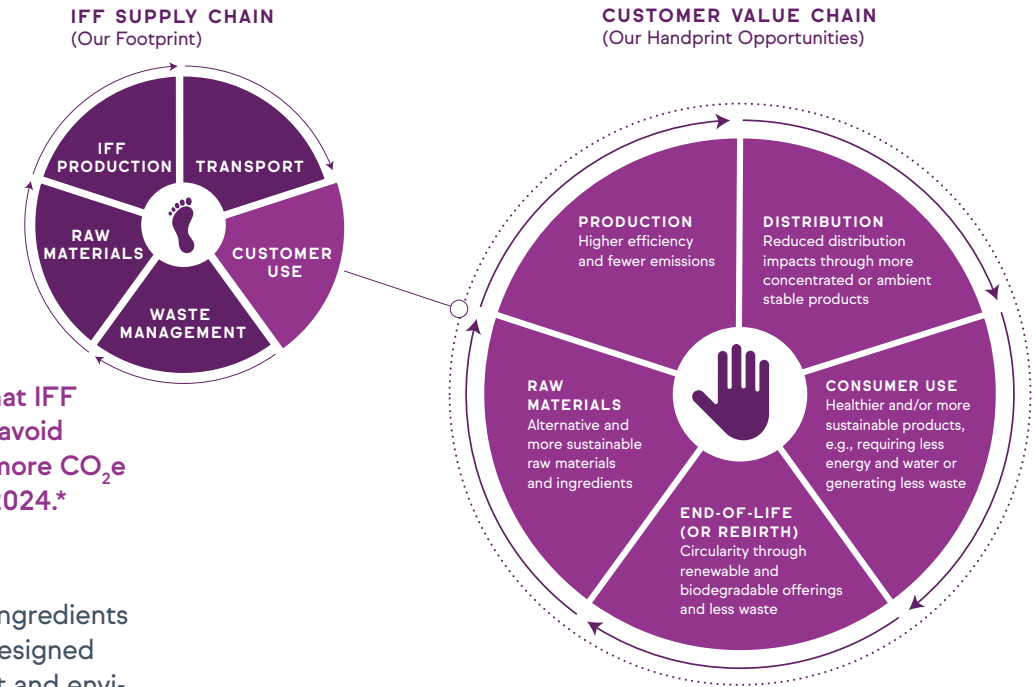 IFF SUPPLY CHAIN
(Our Footprint)
IFF
PRODUCTION
TRANSPORT
RAW
MATERIALS
CUSTOMER
USE
WASTE
MANAGEMENT
CUSTOMER VALUE CHAIN
(Our Handprint Opportunities)
PRODUCTION
Higher efficiency
and fewer emissions
DISTRIBUTION
Reduced distribution
impacts through more
concentrated or ambient
stable products
RAW
MATERIALS
Alternative and
more sustainable
raw materials
and ingredients
CONSUMER USE
Healthier and/or more
sustainable products,
e.g., requiring less
energy and water or
generating less waste
END-OF-LIFE
(OR REBIRTH)
Circularity through
renewable and
biodegradable offerings
and less waste
IFF
avoid
more CO₂e
2024.*
ngredients
esigned
and envi-